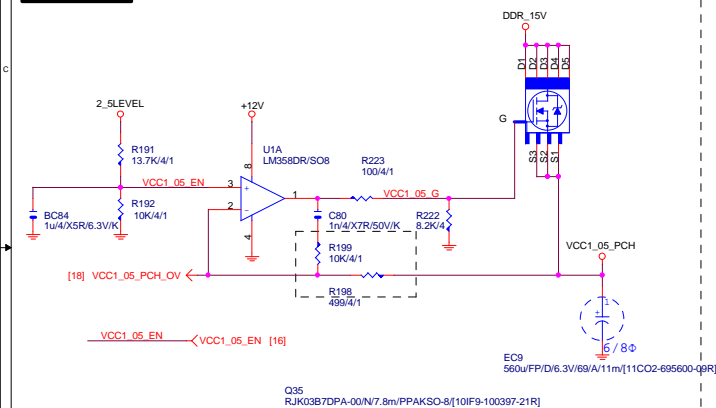 DDR_15V
C
D1
D2
D3
D4
D5
2_5LEVEL
+12V
G
U1A
LM358DR/SO8
R191
13.7K/4/1
R223
100/4/1
S3
S2
S1
8
VCC1_05_EN
3
+
1
VCC1_05_G
R192
10K/4/1
2
-
BC84
1u/4/X5R/6.3V/K
C80
1n/4/X7R/50V/K
R222
8.2K/4
4
R199
10K/4/1
VCC1_05_PCH
[18] VCC1_05_PCH_OV
R198
499/4/1
1
+
VCC1_05_EN
VCC1_05_EN [16]
6/8Φ
EC9
560u/FP/D/6.3V/69/A/11m/[11CO2-695600-09R]
Q35
RJK03B7DPA-00/N/7.8m/PPAKSO-8/[10IF9-100397-21R]